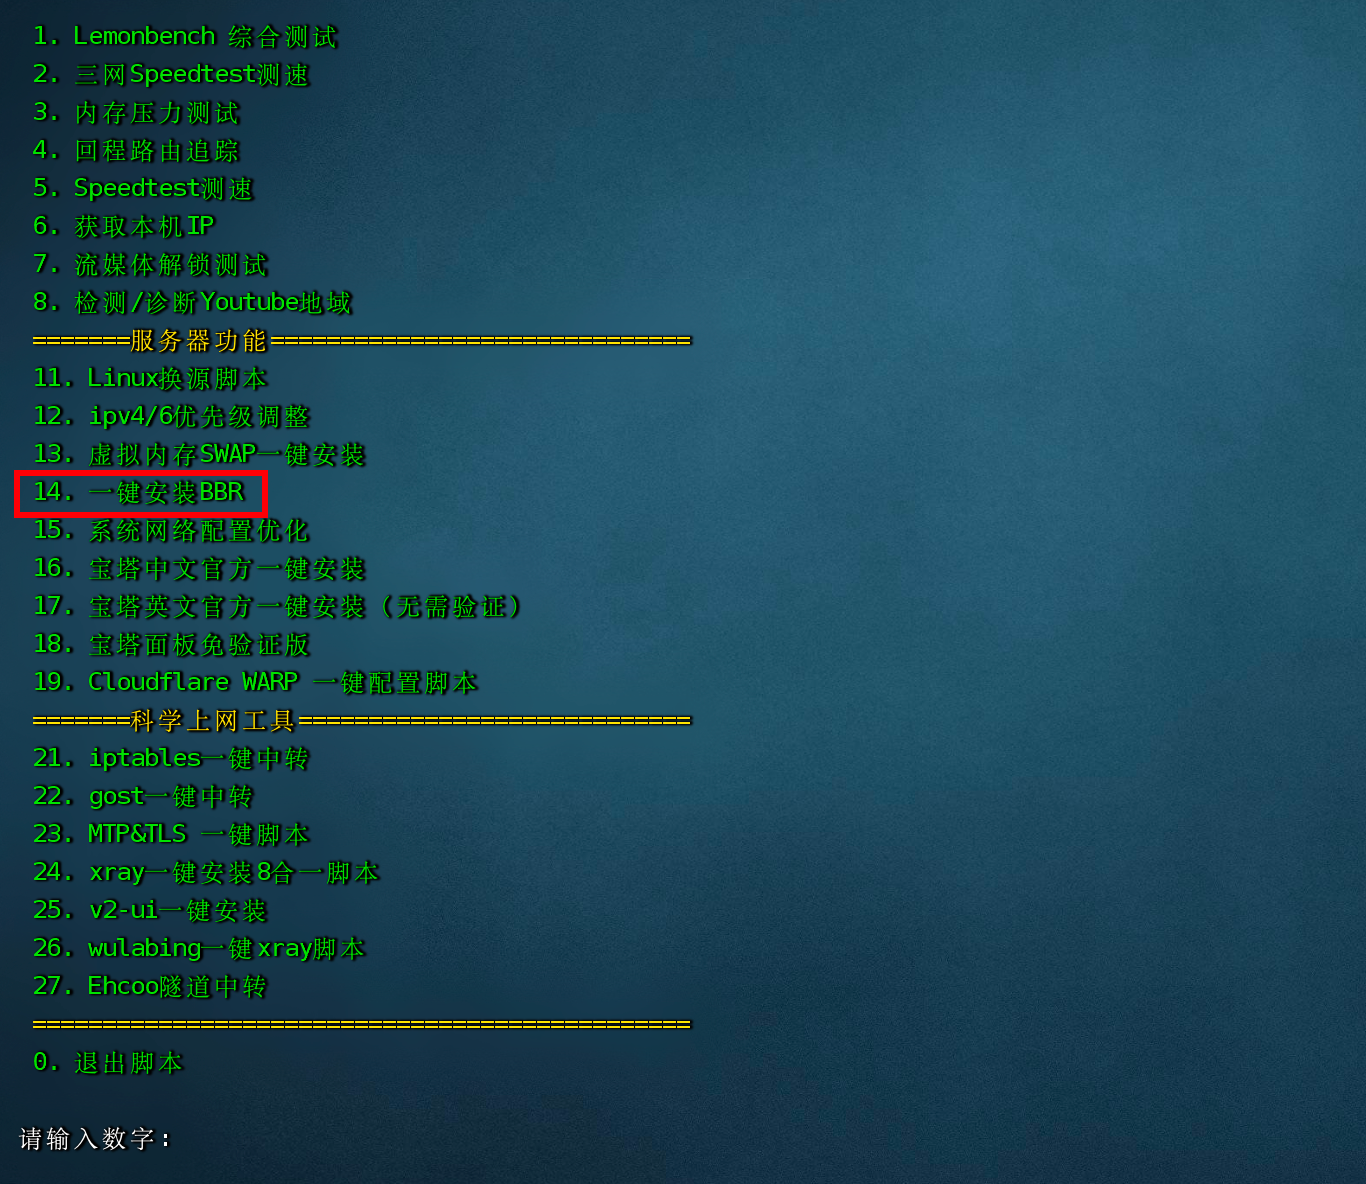 1. Lemonbench 综合测试
2. 三网Speedtest测速
3. 内存压力测试
4. 回程路由追踪
5. Speedtest测速
6. 获取本机IP
7. 流媒体解锁测试
8. 检测/诊断Youtube地域
=======服务器功能==============================
11. Linux换源脚本
12. ipv4/6优先级调整
13. 虚拟内存SWAP一键安装
14. 一键安装BBR
15. 系统网络配置优化
16. 宝塔中文官方一键安装
17. 宝塔英文官方一键安装（无需验证）
18. 宝塔面板免验证版
19. Cloudflare WARP 一键配置脚本
=======科学上网工具============================
21. iptables一键中转
22. gost一键中转
23. MTP&TLS 一键脚本
24. xray一键安装8合一脚本
25. v2-ui一键安装
26. wulabing一键xray脚本
27. Ehcoo隧道中转
===============================================
0. 退出脚本
请输入数字: